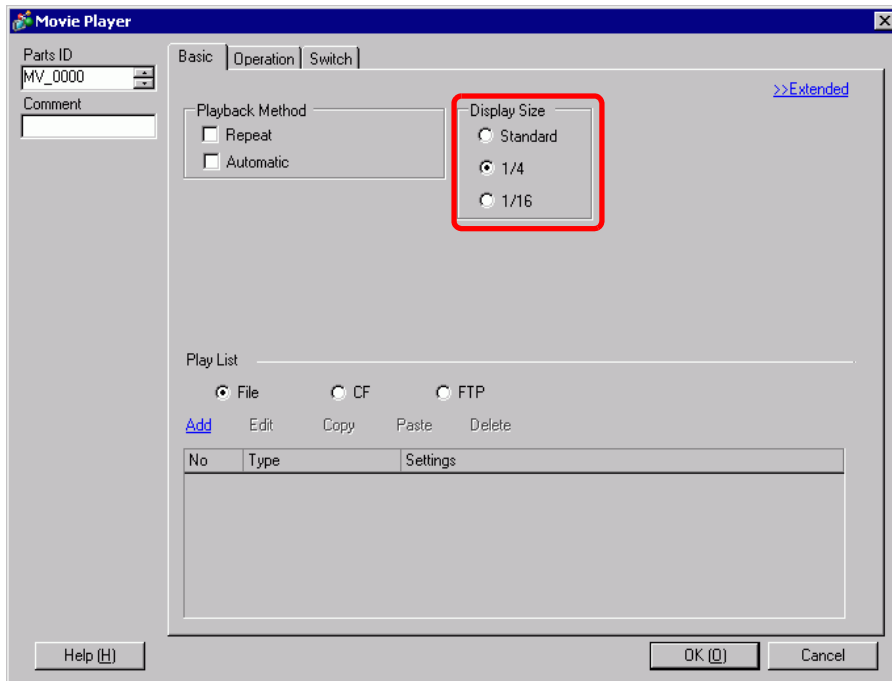 Movie Player
Parts ID
MV_0000
Comment
Basic Operation Switch
>>Extended
Playback Method
Repeat
Automatic
Display Size
Standard
1/4
1/16
Play List
File CF FTP
Add Edit Copy Paste Delete
No Type Settings
Help (H) OK (O) Cancel